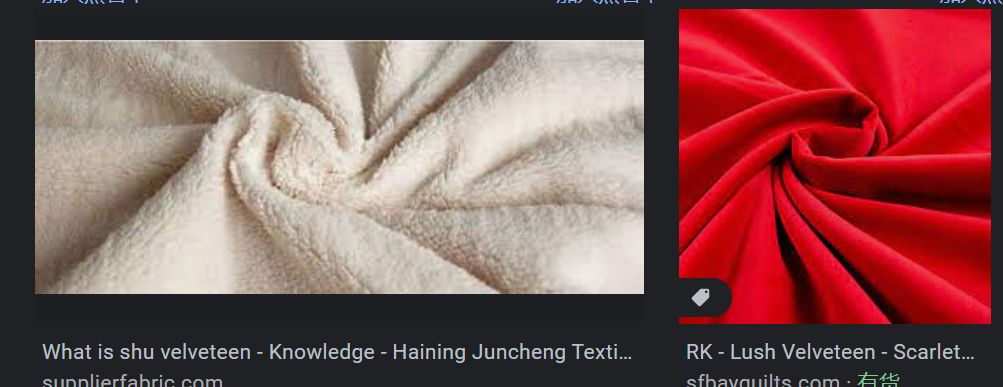 What is shu velveteen - Knowledge - Haining Juncheng Texti...
RK - Lush Velveteen - Scarlet...
supplierfabric.com
sfbayquilts.com · 有货